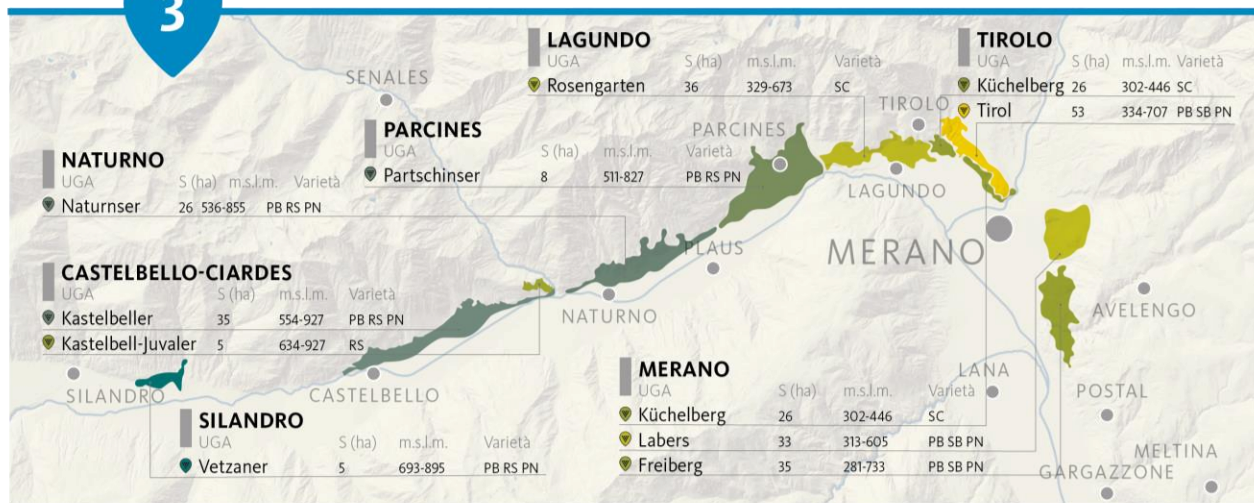 3
LAGUNDO
UGA S (ha) m.s.l.m. Varietà
Rosengarten 36 329-673 SC
TIROLO
UGA S (ha) m.s.l.m. Varietà
Küchelberg 26 302-446 SC
Tirol 53 334-707 PB SB PN
SENALES
TIROLO
PARCINES
UGA S (ha) m.s.l.m. Varietà
Partschinser 8 511-827 PB RS PN
PARCINES
LAGUNDO
NATURNO
UGA S (ha) m.s.l.m. Varietà
Naturnser 26 536-855 PB RS PN
PLAUS
MERANO
CASTELBELLO-CIARDES
UGA S (ha) m.s.l.m. Varietà
Kastelbeller 35 554-927 PB RS PN
Kastelbell-Juvaler 5 634-927 RS
NATURNO
AVELENGO
SILANDRO
CASTELBELLO
MERANO
UGA S (ha) m.s.l.m. Varietà
Küchelberg 26 302-446 SC
Labers 33 313-605 PB SB PN
Freiberg 35 281-733 PB SB PN
LANA
POSTAL
SILANDRO
UGA S (ha) m.s.l.m. Varietà
Vetzaner 5 693-895 PB RS PN
MELTINA
GARGAZZONE